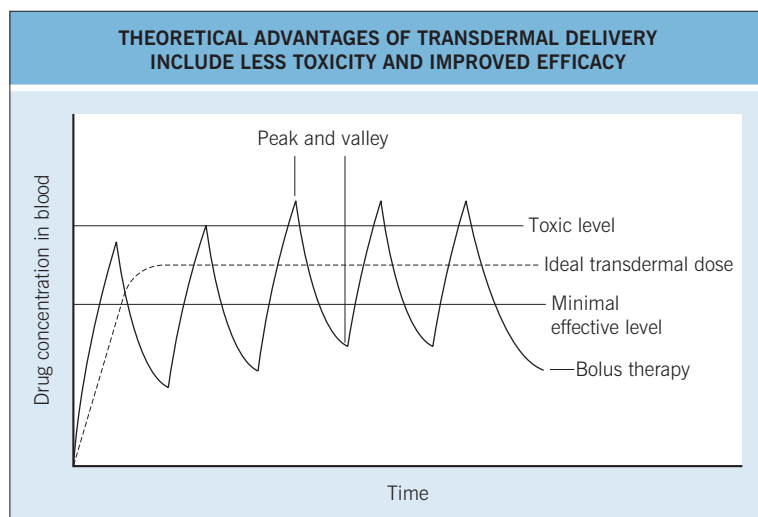 THEORETICAL ADVANTAGES OF TRANSDERMAL DELIVERY
INCLUDE LESS TOXICITY AND IMPROVED EFFICACY
Peak and valley
Toxic level
Ideal transdermal dose
Minimal
effective level
Bolus therapy
Drug concentration in blood
Time